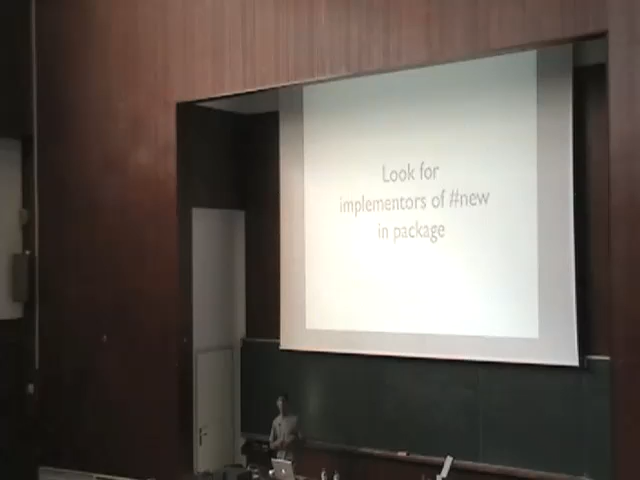 Look for
implementors of #new
in package